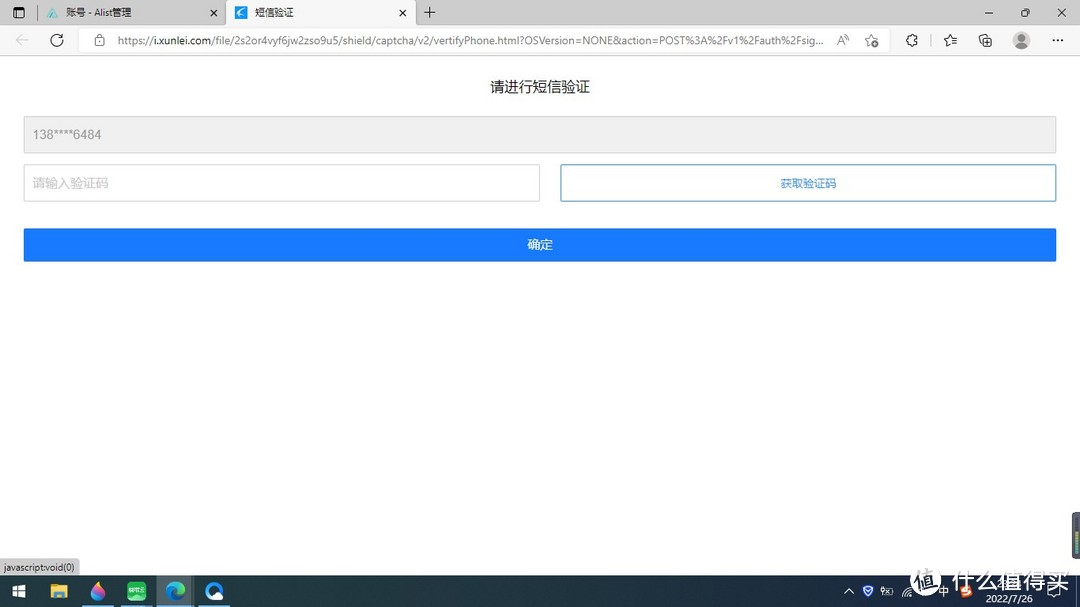 账号 - Alist管理
短信验证
https://i.xunlei.com/file/2s2or4vyf6jw2zso9u5/shield/captcha/v2/vertifyPhone.html?OSVersion=NONE&action=POST%3A%2Fv1%2Fauth%2Fsig...
请进行短信验证
138****6484
请输入验证码
获取验证码
确定
javascript:void(0)
中
值 什么值得买
2022/7/26